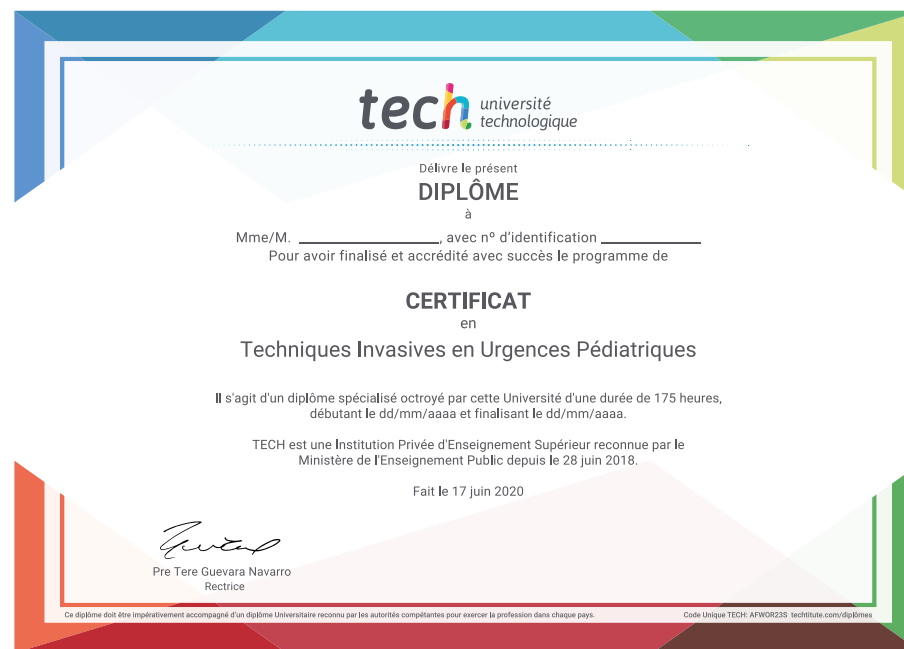 tech université
technologique
Délivre le présent
DIPLÔME
à
Mme/M. ____________, avec nº d'identification ____________
Pour avoir finalisé et accrédité avec succès le programme de
CERTIFICAT
en
Techniques Invasives en Urgences Pédiatriques
Il s'agit d'un diplôme spécialisé octroyé par cette Université d'une durée de 175 heures,
débutant le dd/mm/aaaa et finalisant le dd/mm/aaaa.
TECH est une Institution Privée d'Enseignement Supérieur reconnue par le
Ministère de l'Enseignement Public depuis le 28 juin 2018.
Fait le 17 juin 2020
Pre Tere Guevara Navarro
Rectrice
Ce diplôme doit être impérativement accompagné d'un diplôme Universitaire reconnu par les autorités compétentes pour exercer la profession dans chaque pays.
Code Unique TECH: AFWOR23S techtitute.com/diplômes